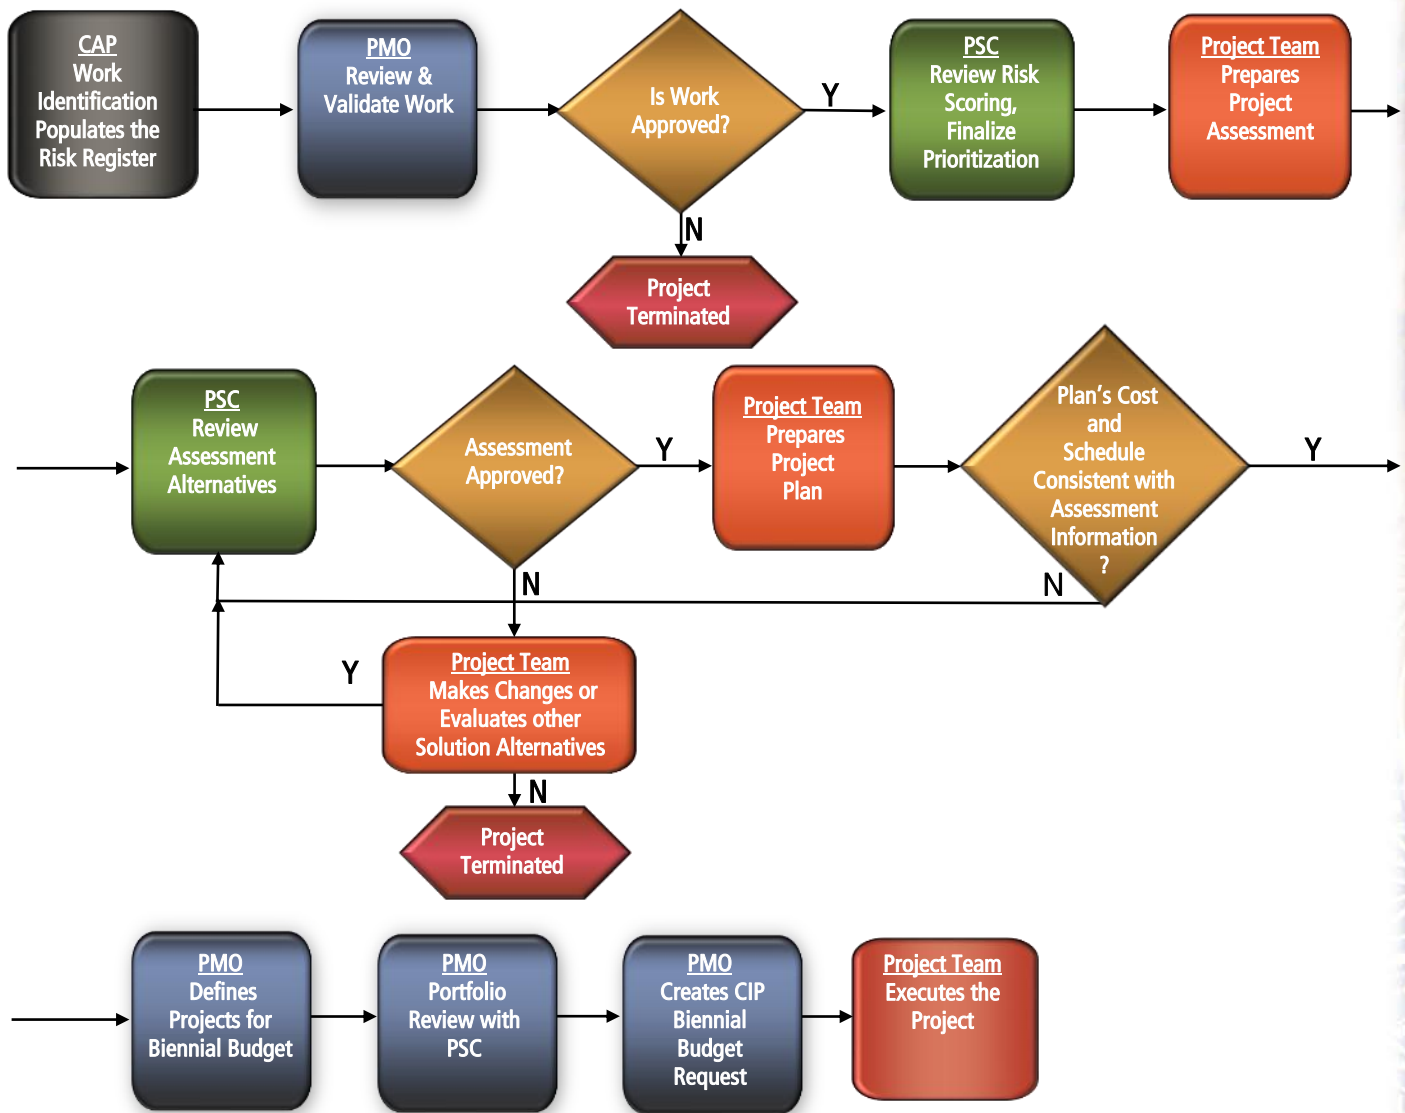 CAP
Work
Identification
Populates the
Risk Register
PMO
Review &
Validate Work
Is Work
Approved?
Y
N
Project
Terminated
PSC
Review Risk
Scoring,
Finalize
Prioritization
Project Team
Prepares
Project
Assessment
PSC
Review
Assessment
Alternatives
Assessment
Approved?
Y
N
Project Team
Prepares
Project
Plan
Plan's Cost
and
Schedule
Consistent with
Assessment
Information
?
Y
N
Project Team
Makes Changes or
Evaluates other
Solution Alternatives
Y
N
Project
Terminated
PMO
Defines
Projects for
Biennial Budget
PMO
Portfolio
Review with
PSC
PMO
Creates CIP
Biennial
Budget
Request
Project Team
Executes the
Project